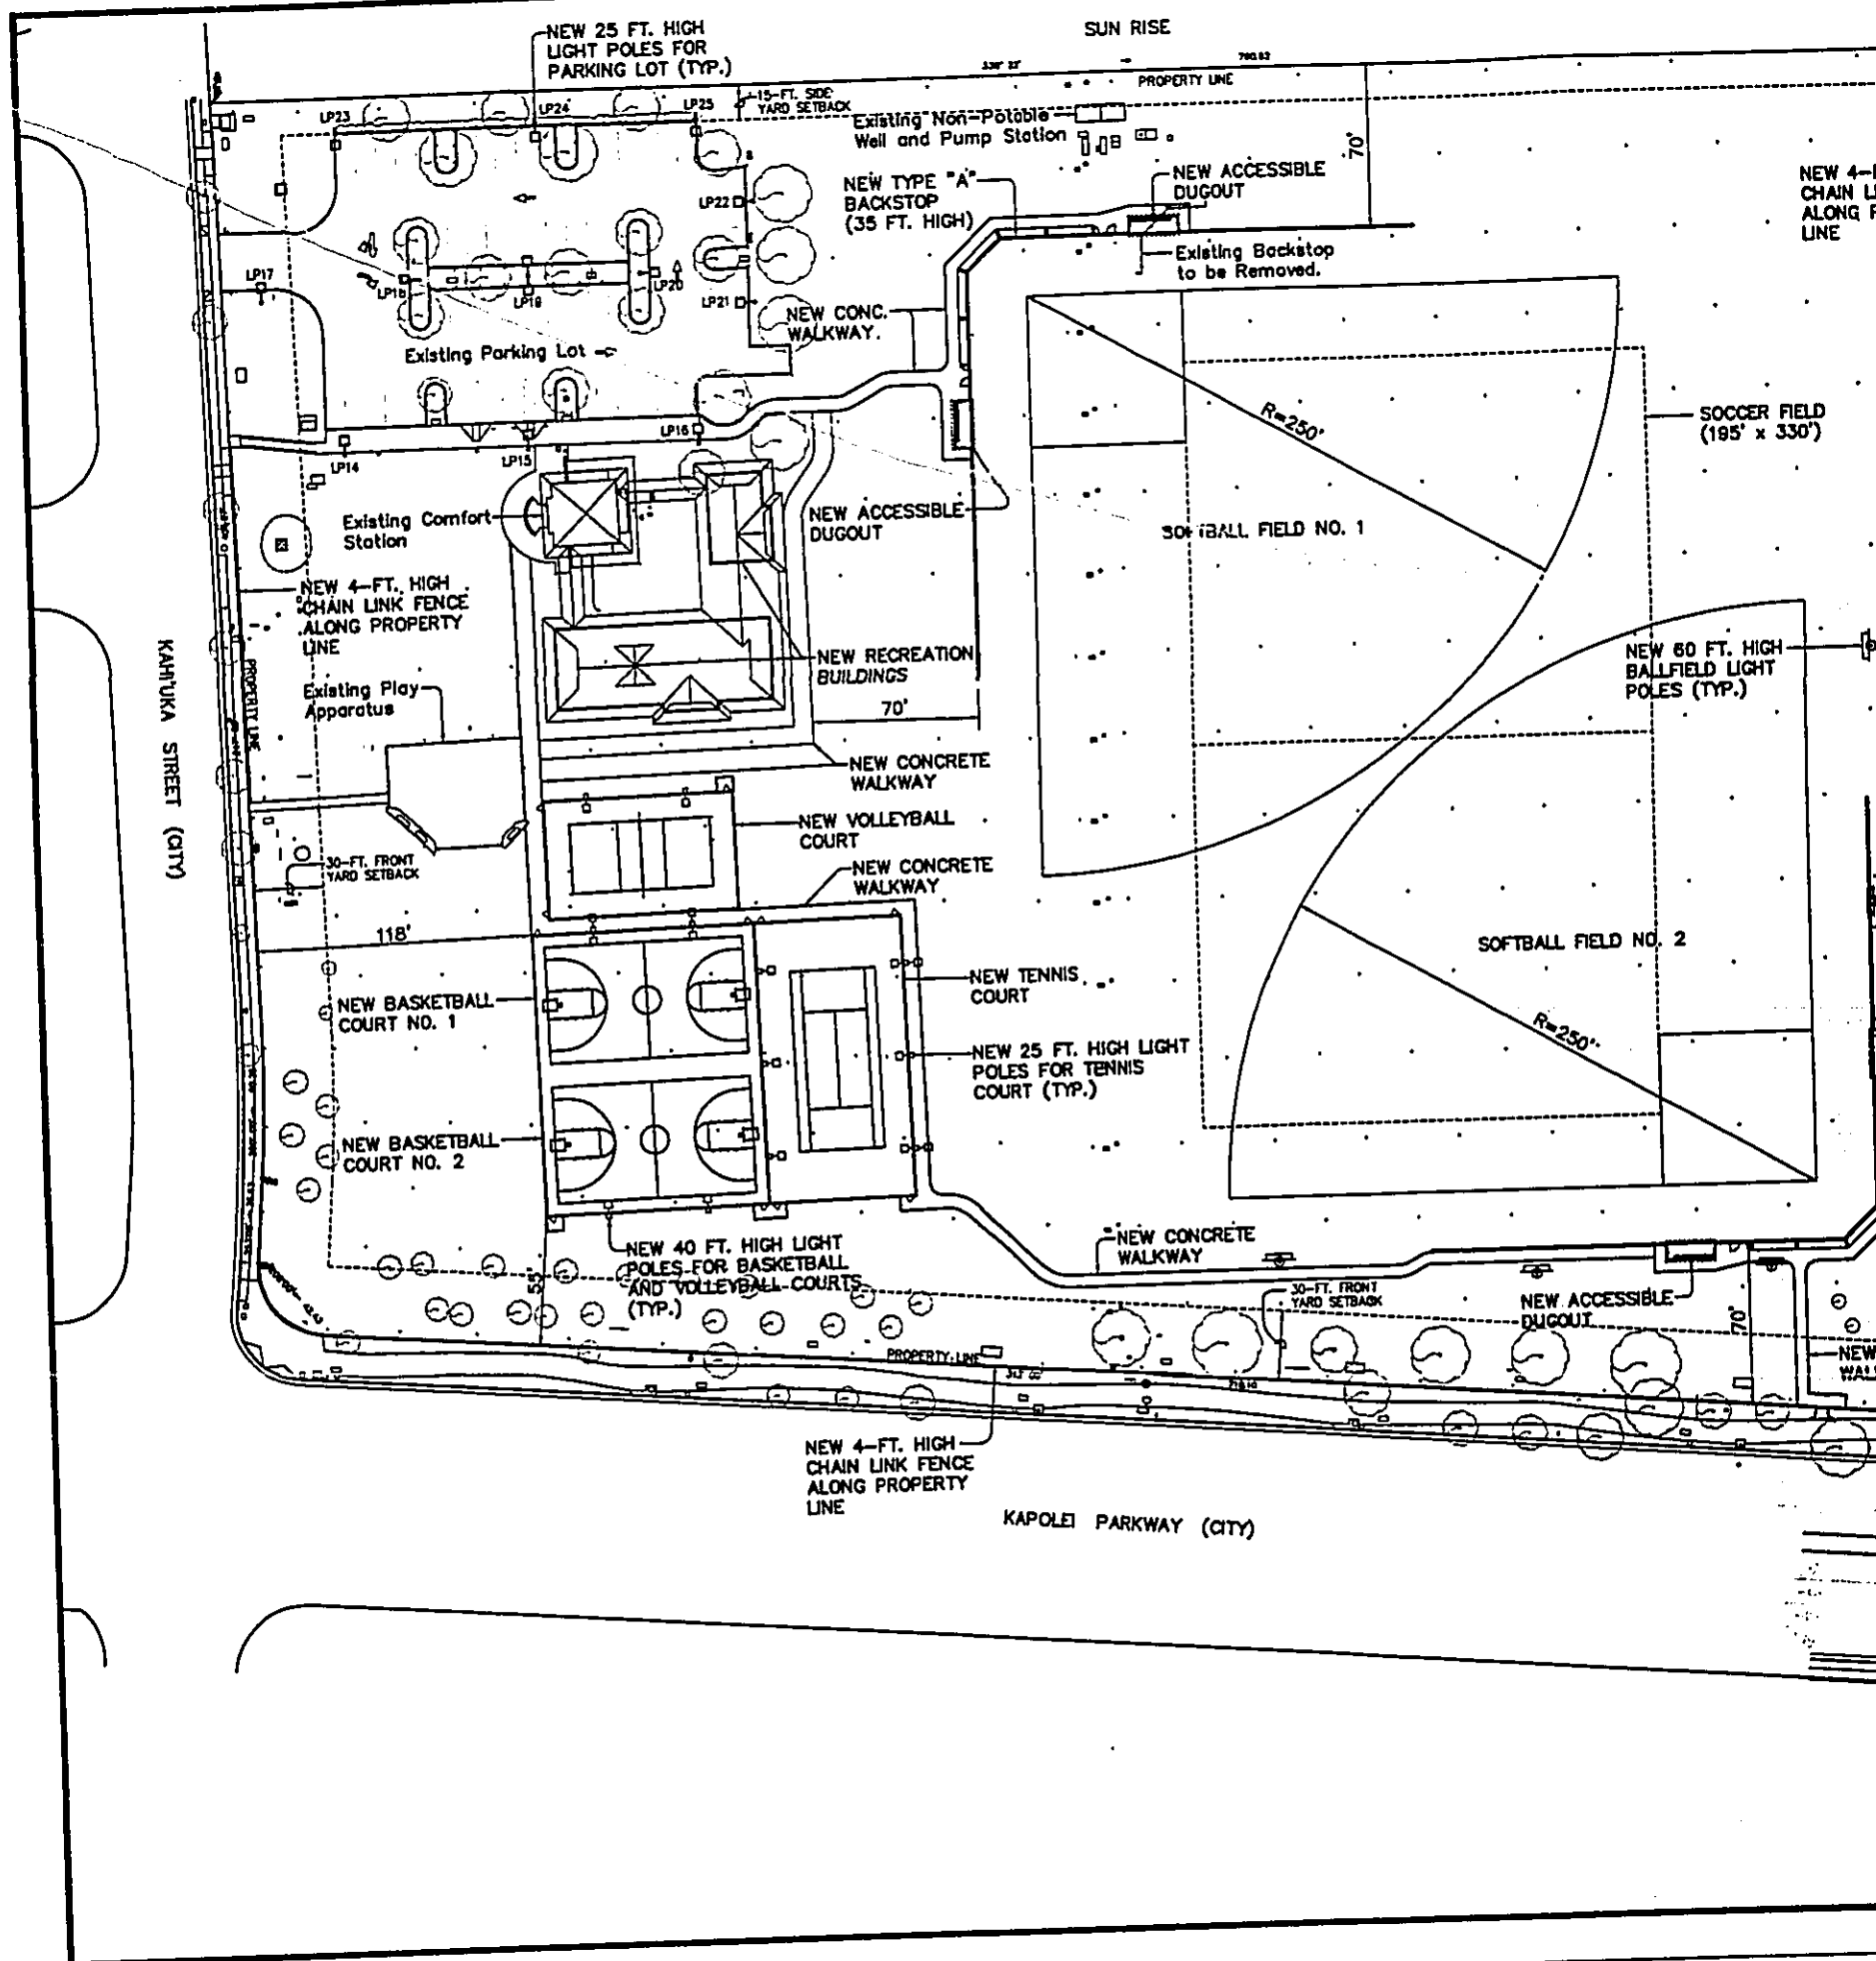 SUN RISE
NEW 25 FT. HIGH
LIGHT POLES FOR
PARKING LOT (TYP.)
760.52
PROPERTY LINE
15-FT. SIDE
YARD SETBACK
LP23
LP24
LP25
Existing Non-Potable
Well and Pump Station
70'
NEW TYPE "A"
BACKSTOP
(35 FT. HIGH)
NEW ACCESSIBLE
DUGOUT
CHAIN
ALONG
LINE
LP22
Existing Backstop
to be Removed.
LP17
LP18
LP19
LP20
LP21
NEW CONC.
WALKWAY
Existing Parking Lot
R=250'
SOCCER FIELD
(195' x 330')
LP14
LP15
LP16
Existing Comfort
Station
NEW ACCESSIBLE
DUGOUT
SOFTBALL FIELD NO. 1
NEW 4-FT. HIGH
CHAIN LINK FENCE
ALONG PROPERTY
LINE
KAHI'UKA STREET (CITY)
PROPERTY LINE
NEW RECREATION
BUILDINGS
NEW 60 FT. HIGH
BALLFIELD LIGHT
POLES (TYP.)
Existing Play
Apparatus
70'
NEW CONCRETE
WALKWAY
NEW VOLLEYBALL
COURT
30-FT. FRONT
YARD SETBACK
NEW CONCRETE
WALKWAY
118'
SOFTBALL FIELD NO. 2
NEW BASKETBALL
COURT NO. 1
NEW TENNIS
COURT
R=250'
NEW 25 FT. HIGH LIGHT
POLES FOR TENNIS
COURT (TYP.)
NEW BASKETBALL
COURT NO. 2
NEW 40 FT. HIGH LIGHT
POLES FOR BASKETBALL
AND VOLLEYBALL COURTS
(TYP.)
55'
NEW CONCRETE
WALKWAY
30-FT. FRONT
YARD SETBACK
NEW ACCESSIBLE
DUGOUT
70'
NEW
PROPERTY LINE
NEW 4-FT. HIGH
CHAIN LINK FENCE
ALONG PROPERTY
LINE
KAPOLEI PARKWAY (CITY)